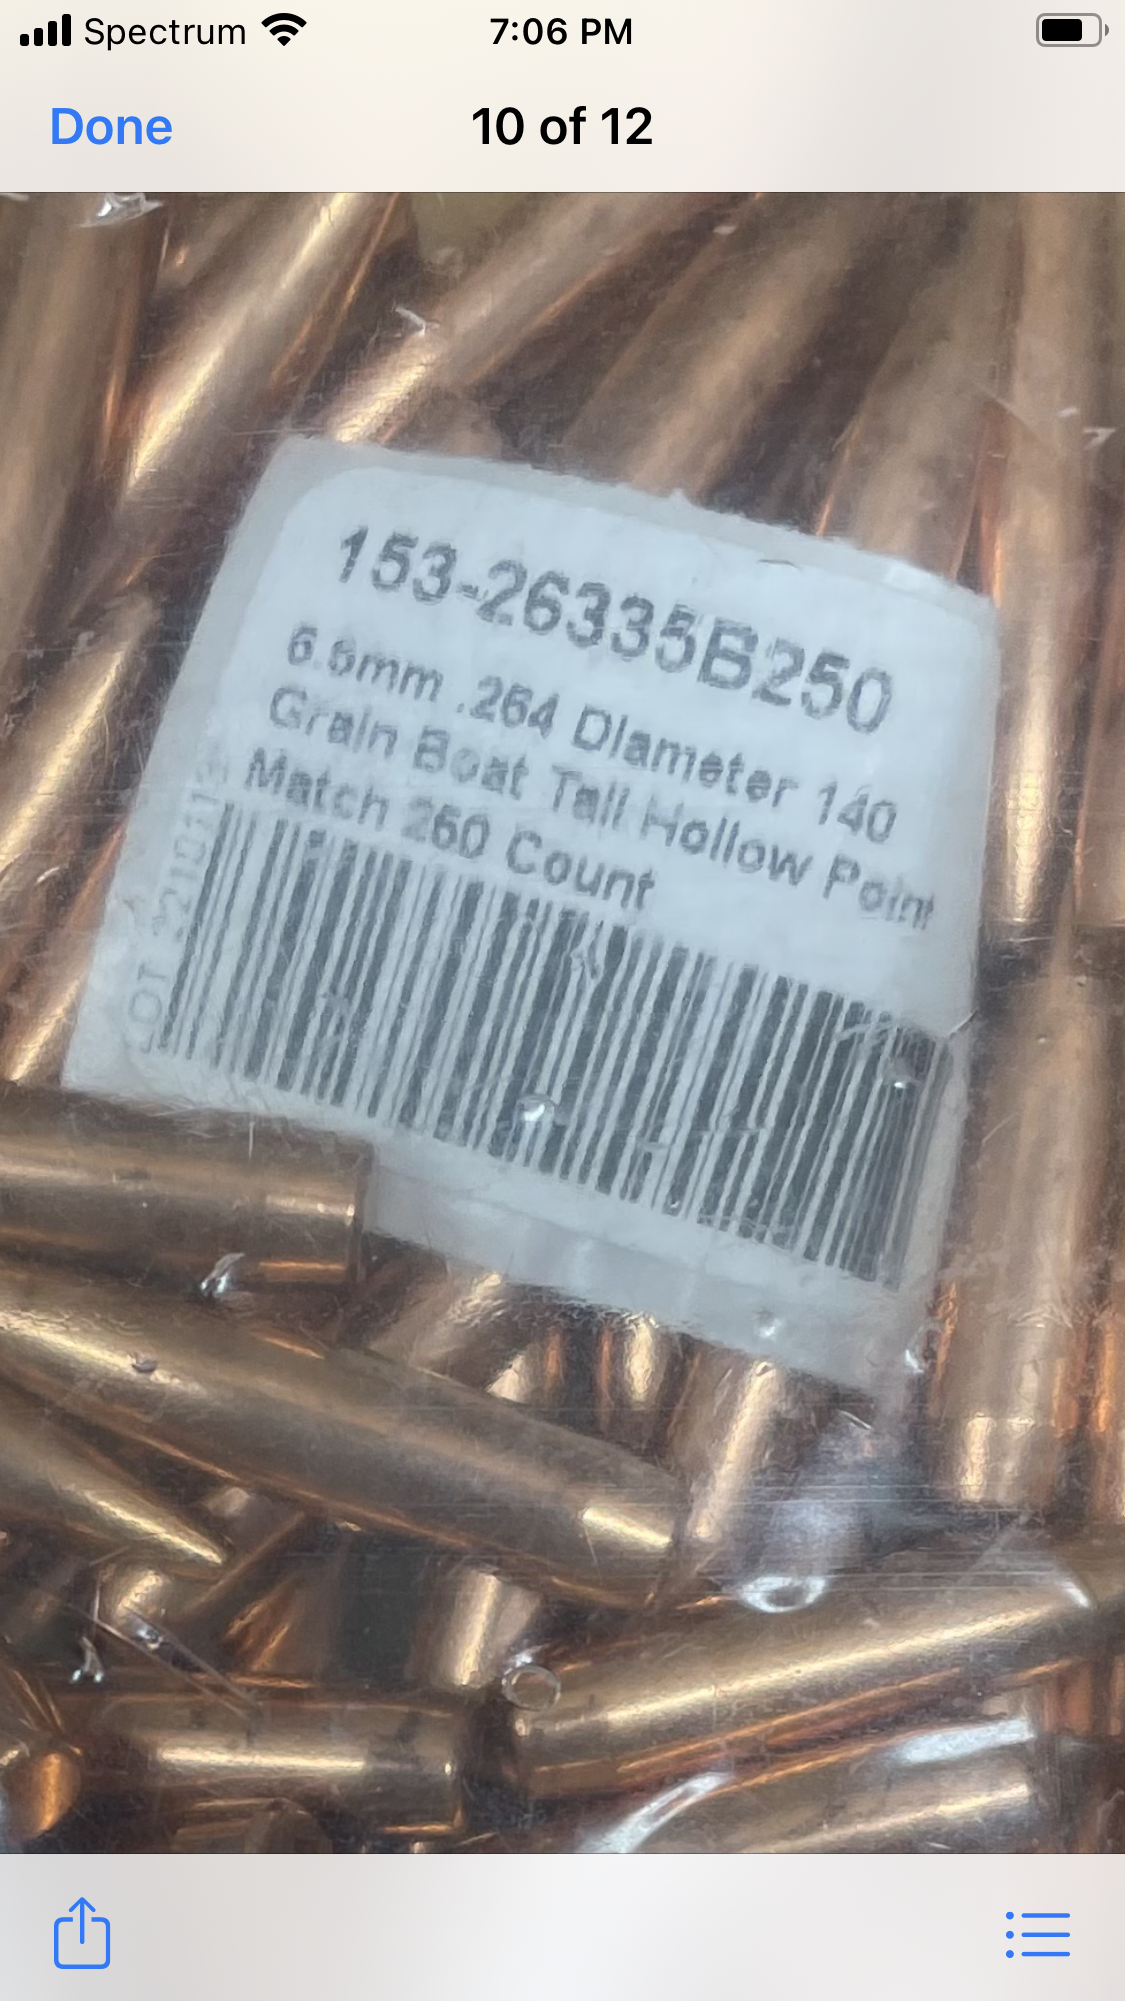 Spectrum
7:06 PM
Done
10 of 12
153-26335B250
6.5mm .264 Diameter 140
Grain Boat Tail Hollow Point
Match 250 Count